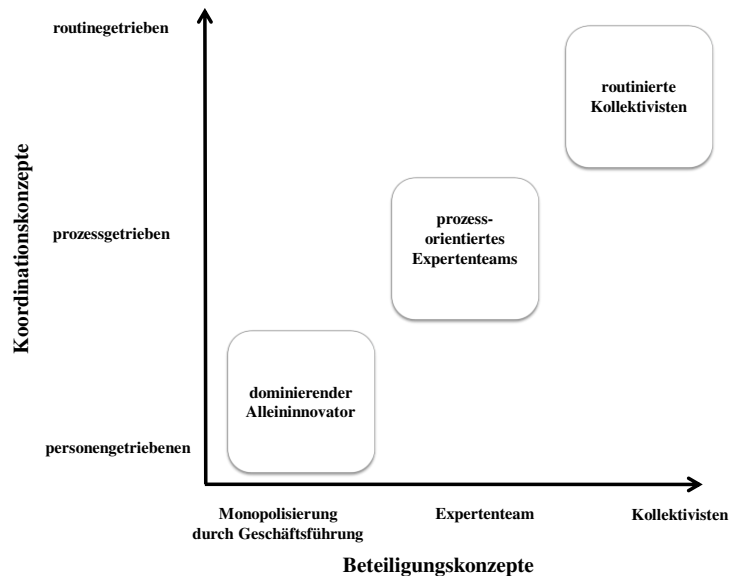 routinegetrieben
routinierte
Kollektivisten
Koordinationskonzepte
prozess-
orientiertes
Expertenteams
prozessgetrieben
dominierender
Alleininnovator
personengetriebenen
Monopolisierung
durch Geschäftsführung
Expertenteam
Kollektivisten
Beteiligungskonzepte